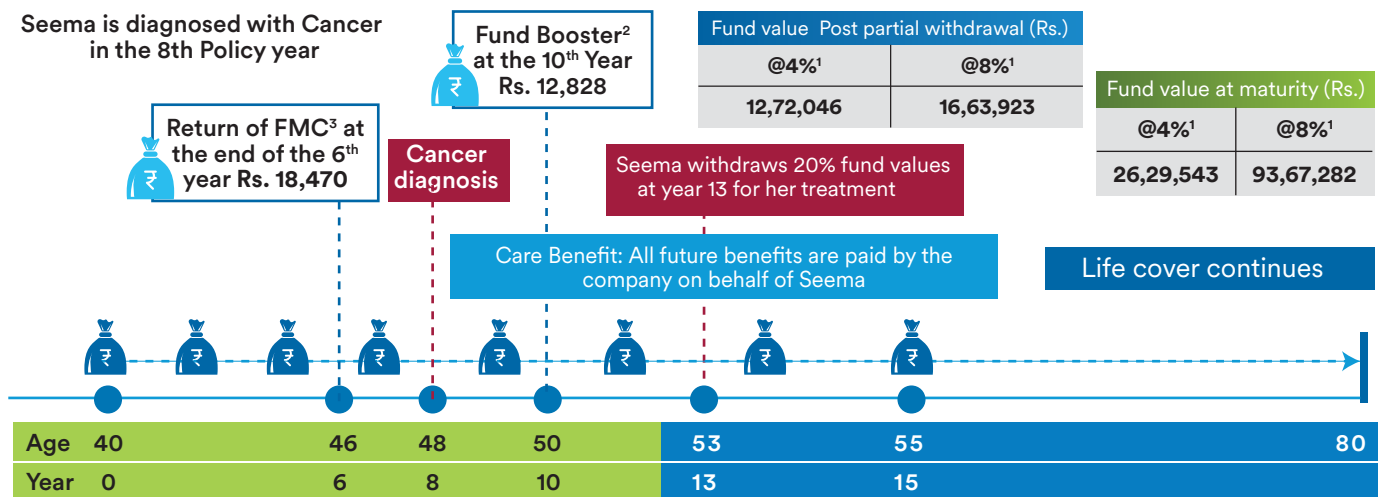 Seema is diagnosed with Cancer
in the 8th Policy year
Return of FMC³ at
the end of the 6th
year Rs. 18,470
Cancer
diagnosis
Fund Booster²
at the 10th Year
Rs. 12,828
Fund value Post partial withdrawal (Rs.)
@4%¹ @8%¹
12,72,046 16,63,923
Seema withdraws 20% fund values
at year 13 for her treatment
Fund value at maturity (Rs.)
@4%¹ @8%¹
26,29,543 93,67,282
Care Benefit: All future benefits are paid by the
company on behalf of Seema
Life cover continues
₹ ₹ ₹ ₹ ₹ ₹ ₹ ₹
Age 40 46 48 50 53 55 80
Year 0 6 8 10 13 15